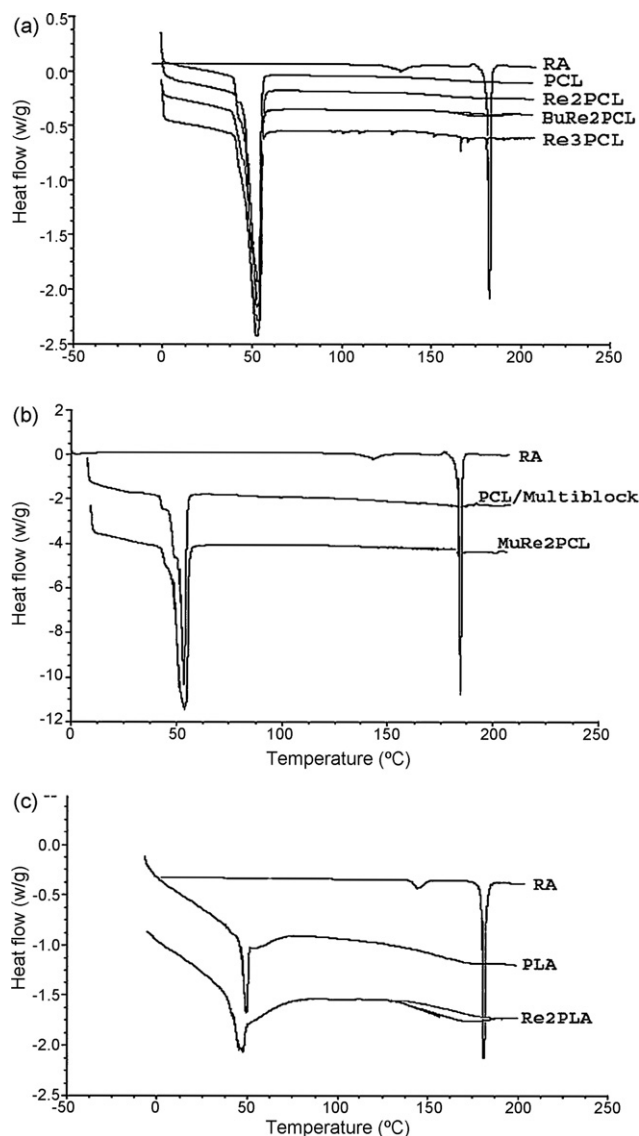 (a)
0.5
0.0
-0.5
-1.0
-1.5
-2.0
-2.5
Heat flow (w/g)
RA
PCL
Re2PCL
BuRe2PCL
Re3PCL
-50 0 50 100 150 200 250
(b)
2
0
-2
-4
-6
-8
-10
-12
Heat flow (w/g)
RA
PCL/Multiblock
MuRe2PCL
0 50 100 150 200 250
Temperature (ºC)
(c)
--
0.0
-0.5
-1.0
-1.5
-2.0
-2.5
Heat flow (w/g)
RA
PLA
Re2PLA
-50 0 50 100 150 200 250
Temperature (ºC)